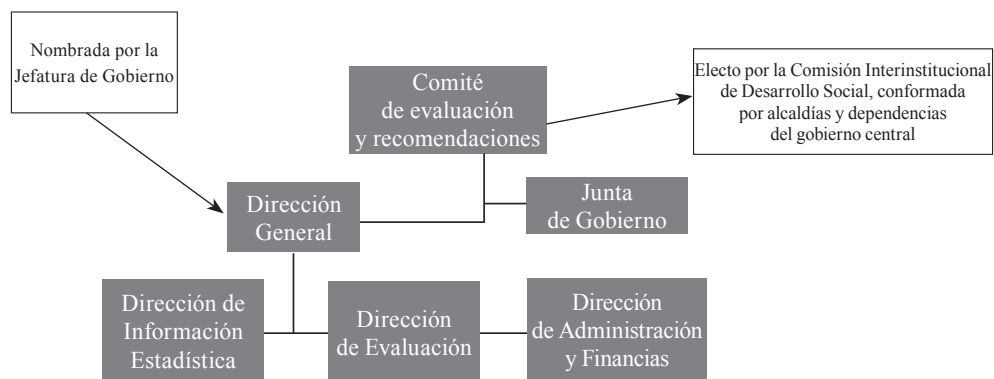 Nombrada por la
Jefatura de Gobierno
Comité
de evaluación
y recomendaciones
Electo por la Comisión Interinstitucional
de Desarrollo Social, conformada
por alcaldías y dependencias
del gobierno central
Dirección
General
Junta
de Gobierno
Dirección de
Información
Estadística
Dirección
de Evaluación
Dirección
de Administración
y Financias